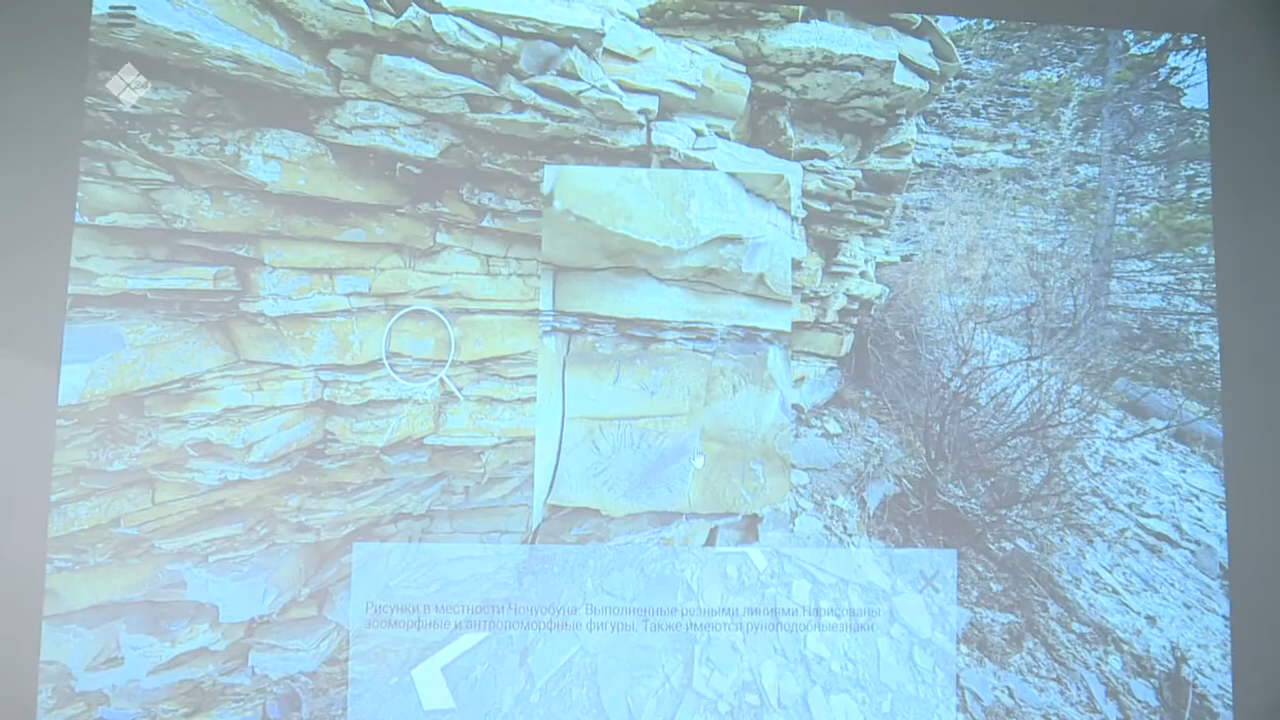 Рисунки в местности Чочуобуна. Выполненные резными линиями Нарисованы
зооморфные и антропоморфные фигуры. Также имеются руноподобныезнаки